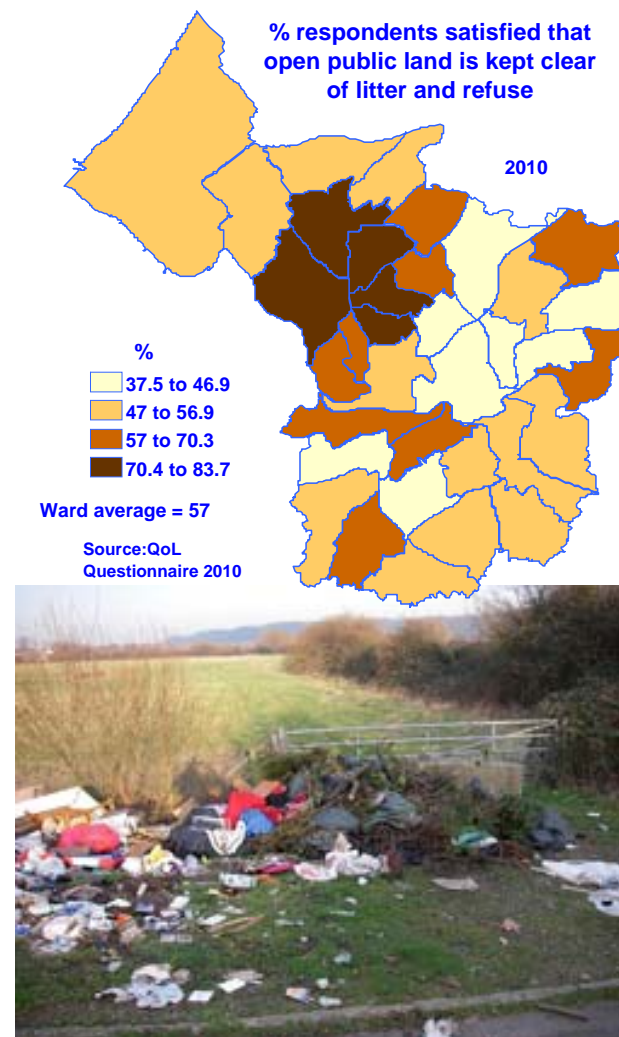 % respondents satisfied that
open public land is kept clear
of litter and refuse
2010
%
37.5 to 46.9
47 to 56.9
57 to 70.3
70.4 to 83.7
Ward average = 57
Source:QoL
Questionnaire 2010